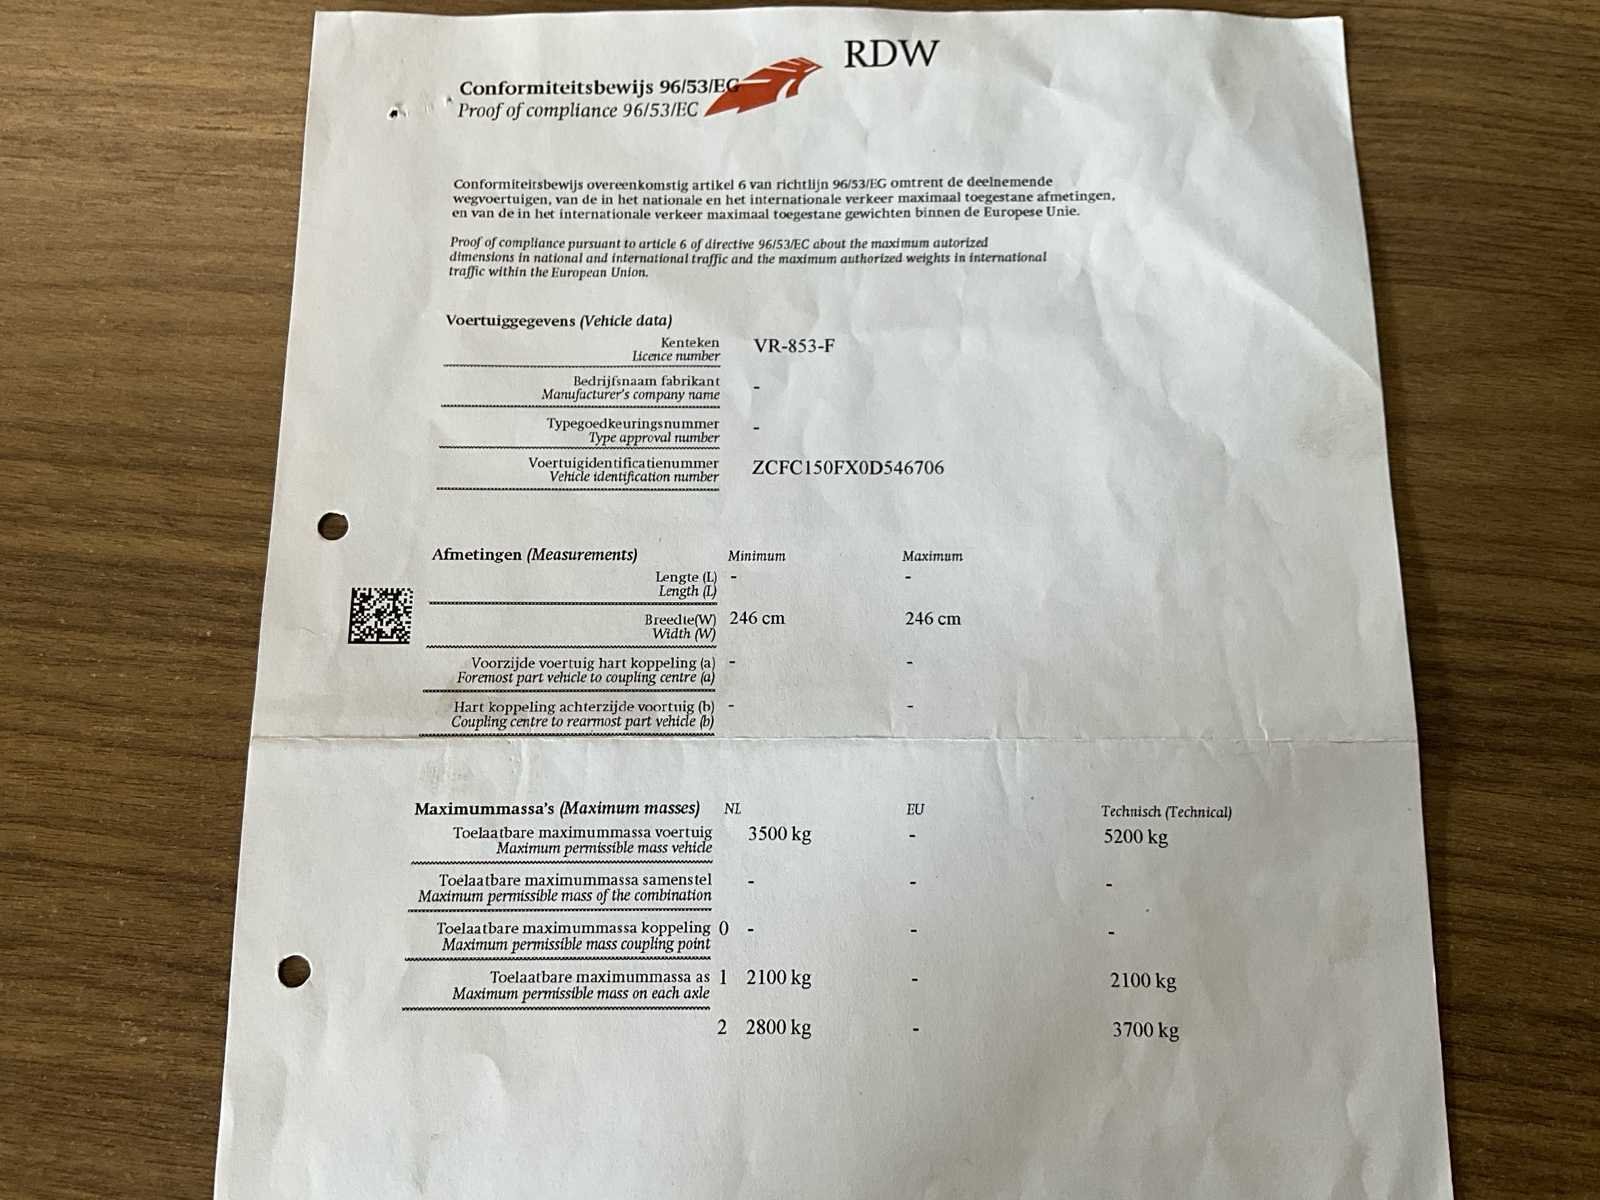 RDW
Conformiteitsbewijs 96/53/EG
Proof of compliance 96/53/EC
Conformiteitsbewijs overeenkomstig artikel 6 van richtlijn 96/53/EG omtrent de deelnemende
wegvoertuigen, van de in het nationale en het internationale verkeer maximaal toegestane afmetingen,
en van de in het internationale verkeer maximaal toegestane gewichten binnen de Europese Unie.
Proof of compliance pursuant to article 6 of directive 96/53/EC about the maximum autorized
dimensions in national and international traffic and the maximum authorized weights in international
traffic within the European Union.
Voertuiggegevens (Vehicle data)
Kenteken VR-853-F
Licence number
Bedrijfsnaam fabrikant -
Manufacturer's company name
Typegoedkeuringsnummer -
Type approval number
Voertuigidentificatienummer ZCFC150FX0D546706
Vehicle identification number
Afmetingen (Measurements) Minimum Maximum
Lengte (L) - -
Length (L)
Breedte(W) 246 cm 246 cm
Width (W)
Voorzijde voertuig hart koppeling (a) - -
Foremost part vehicle to coupling centre (a)
Hart koppeling achterzijde voortuig (b) - -
Coupling centre to rearmost part vehicle (b)
Maximummassa's (Maximum masses) NL EU Technisch (Technical)
Toelaatbare maximummassa voertuig 3500 kg - 5200 kg
Maximum permissible mass vehicle
Toelaatbare maximummassa samenstel - - -
Maximum permissible mass of the combination
Toelaatbare maximummassa koppeling 0 - - -
Maximum permissible mass coupling point
Toelaatbare maximummassa as 1 2100 kg - 2100 kg
Maximum permissible mass on each axle
2 2800 kg - 3700 kg